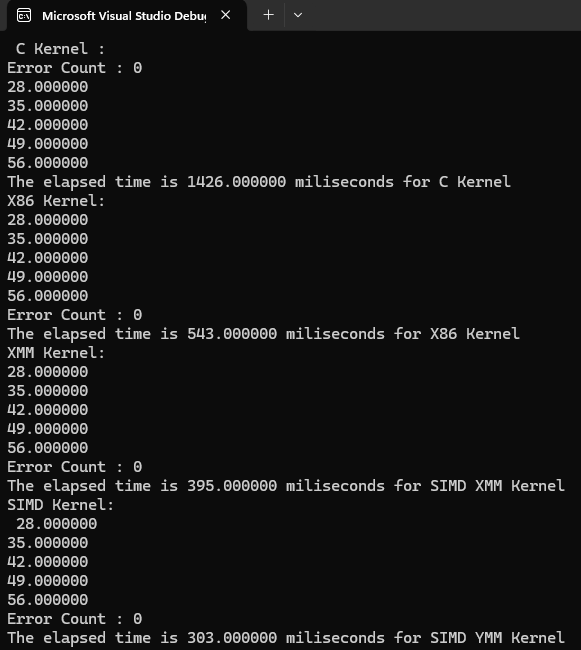 Microsoft Visual Studio Debug
C Kernel :
Error Count : 0
28.000000
35.000000
42.000000
49.000000
56.000000
The elapsed time is 1426.000000 miliseconds for C Kernel
X86 Kernel:
28.000000
35.000000
42.000000
49.000000
56.000000
Error Count : 0
The elapsed time is 543.000000 miliseconds for X86 Kernel
XMM Kernel:
28.000000
35.000000
42.000000
49.000000
56.000000
Error Count : 0
The elapsed time is 395.000000 miliseconds for SIMD XMM Kernel
SIMD Kernel:
28.000000
35.000000
42.000000
49.000000
56.000000
Error Count : 0
The elapsed time is 303.000000 miliseconds for SIMD YMM Kernel